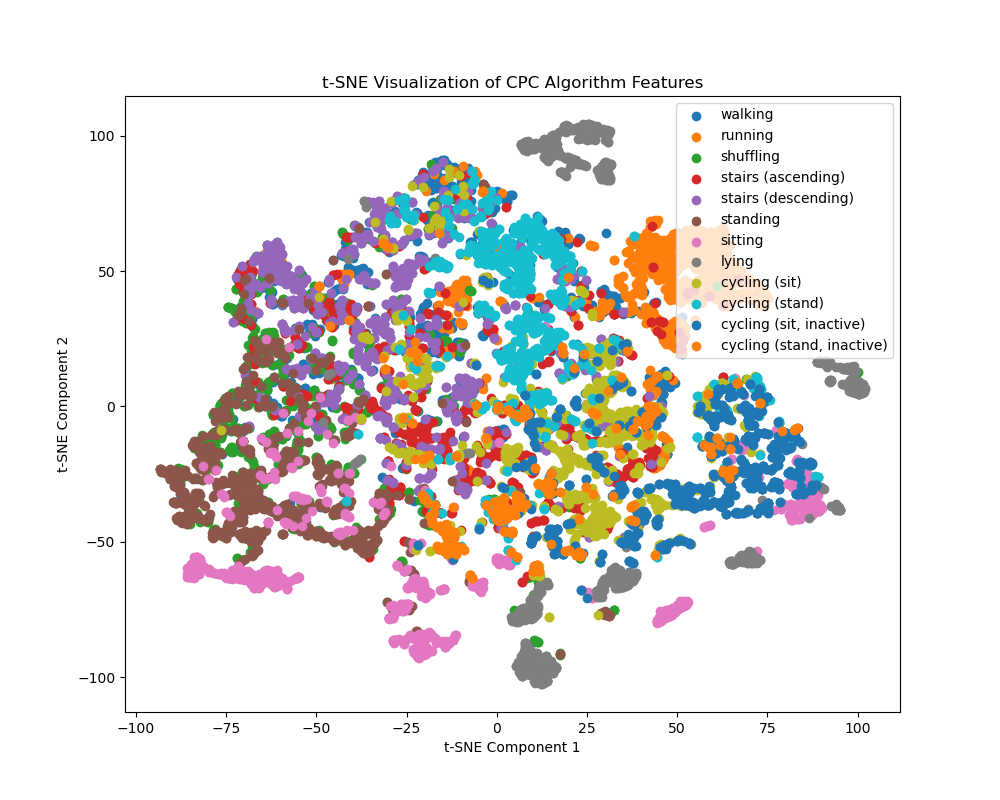 t-SNE Visualization of CPC Algorithm Features
walking
running
shuffling
stairs (ascending)
stairs (descending)
standing
sitting
lying
cycling (sit)
cycling (stand)
cycling (sit, inactive)
cycling (stand, inactive)
t-SNE Component 2
100
50
0
−50
−100
−100
−75
−50
−25
0
25
50
75
100
t-SNE Component 1